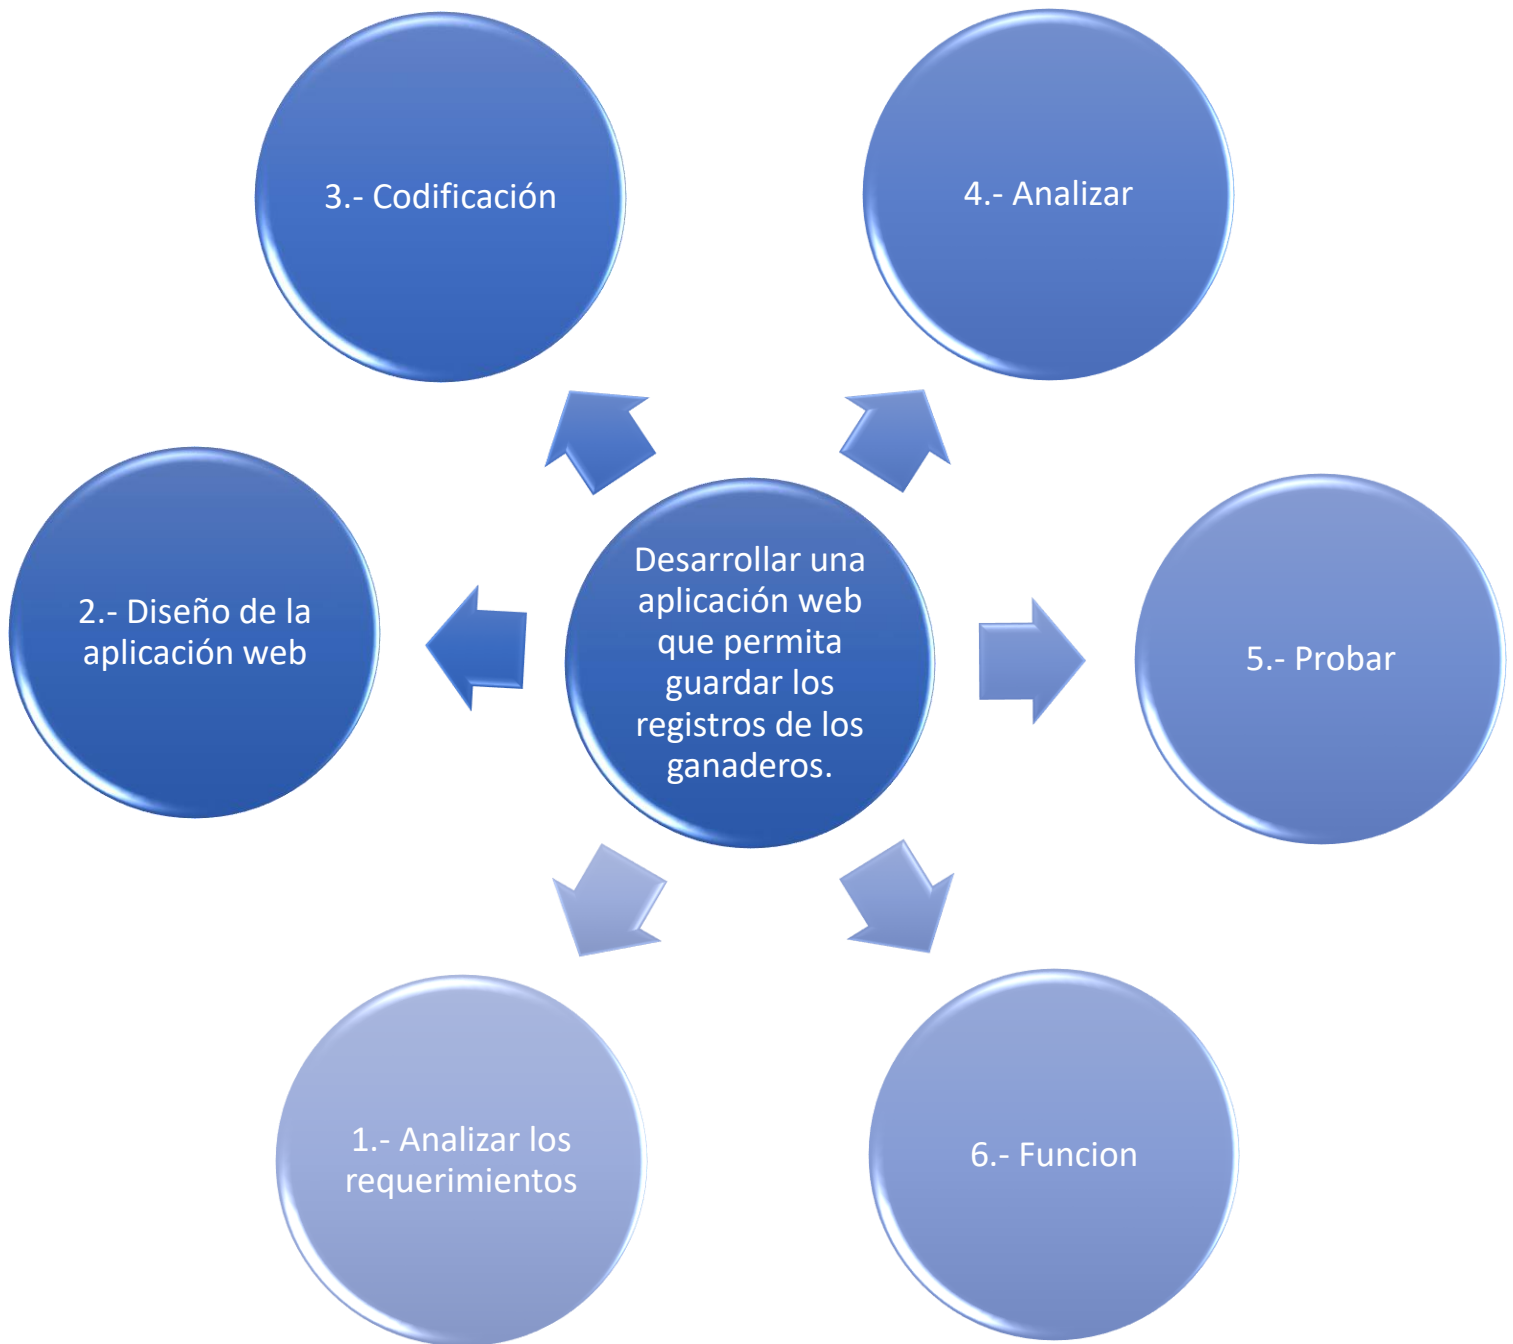 3.- Codificación
4.- Analizar
2.- Diseño de la
aplicación web
Desarrollar una
aplicación web
que permita
guardar los
registros de los
ganaderos.
5.- Probar
1.- Analizar los
requerimientos
6.- Funcion